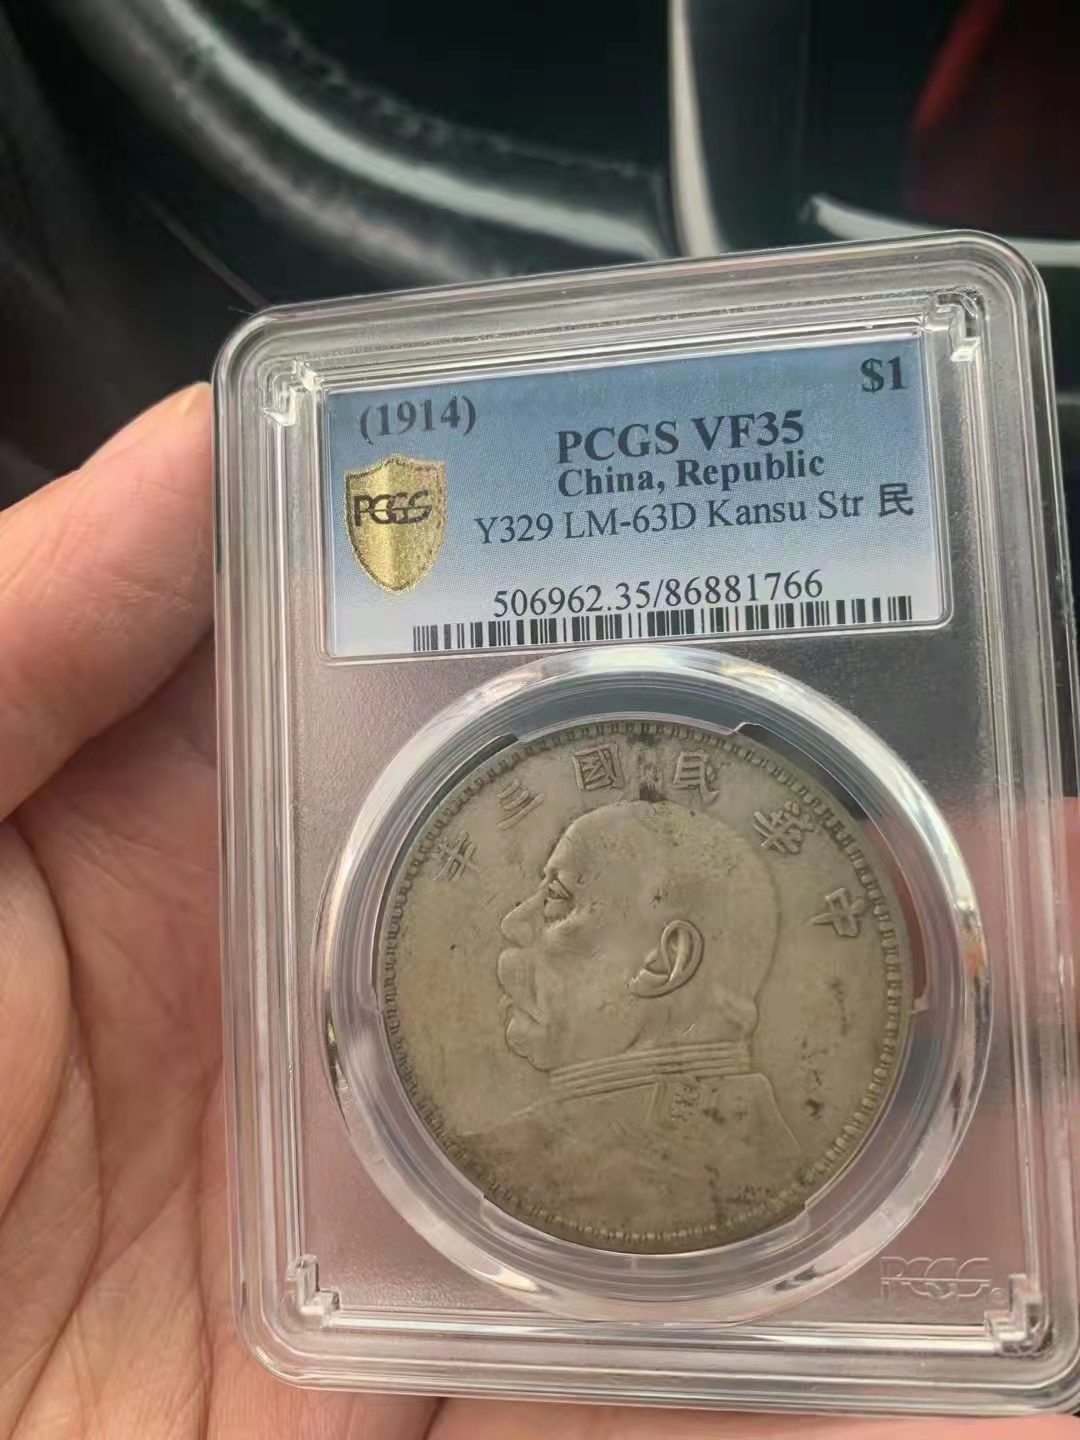 (1914)
$1
PCGS VF35
China, Republic
PCGS
Y329 LM-63D Kansu Str 民
506962.35/86881766
年三國民華中
PCGS